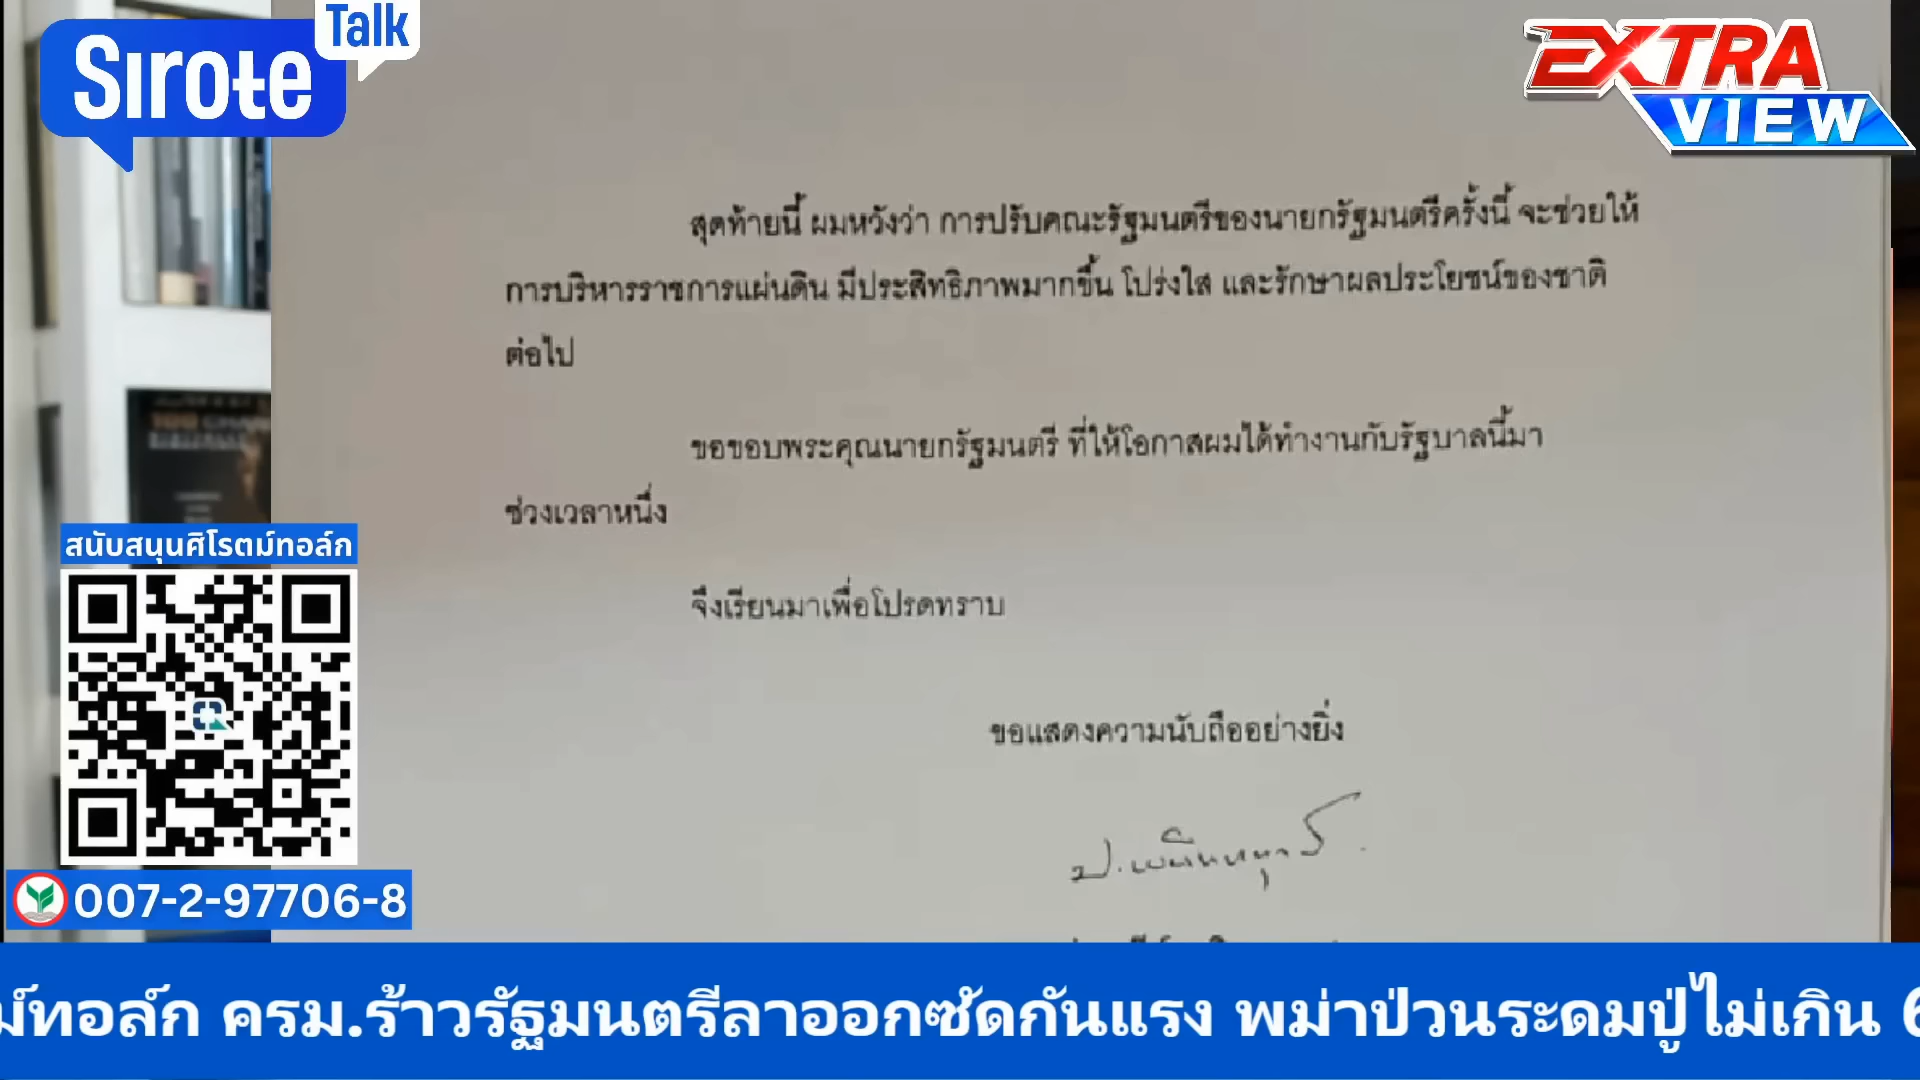 Sirote Talk
EXTRA VIEW
สุดท้ายนี้ ผมหวังว่า การปรับคณะรัฐมนตรีของนายกรัฐมนตรีครั้งนี้ จะช่วยให้
การบริหารราชการแผ่นดิน มีประสิทธิภาพมากขึ้น โปร่งใส และรักษาผลประโยชน์ของชาติ
ต่อไป
ขอขอบพระคุณนายกรัฐมนตรี ที่ให้โอกาสผมได้ทำงานกับรัฐบาลนี้มา
ช่วงเวลาหนึ่ง
จึงเรียนมาเพื่อโปรดทราบ
ขอแสดงความนับถืออย่างยิ่ง
สนับสนุนศิโรตม์ทอล์ก
007-2-97706-8
ม์ทอล์ก ครม.ร้าวรัฐมนตรีลาออกซัดกันแรง พม่าป่วนระดมปู่ไม่เกิน 6